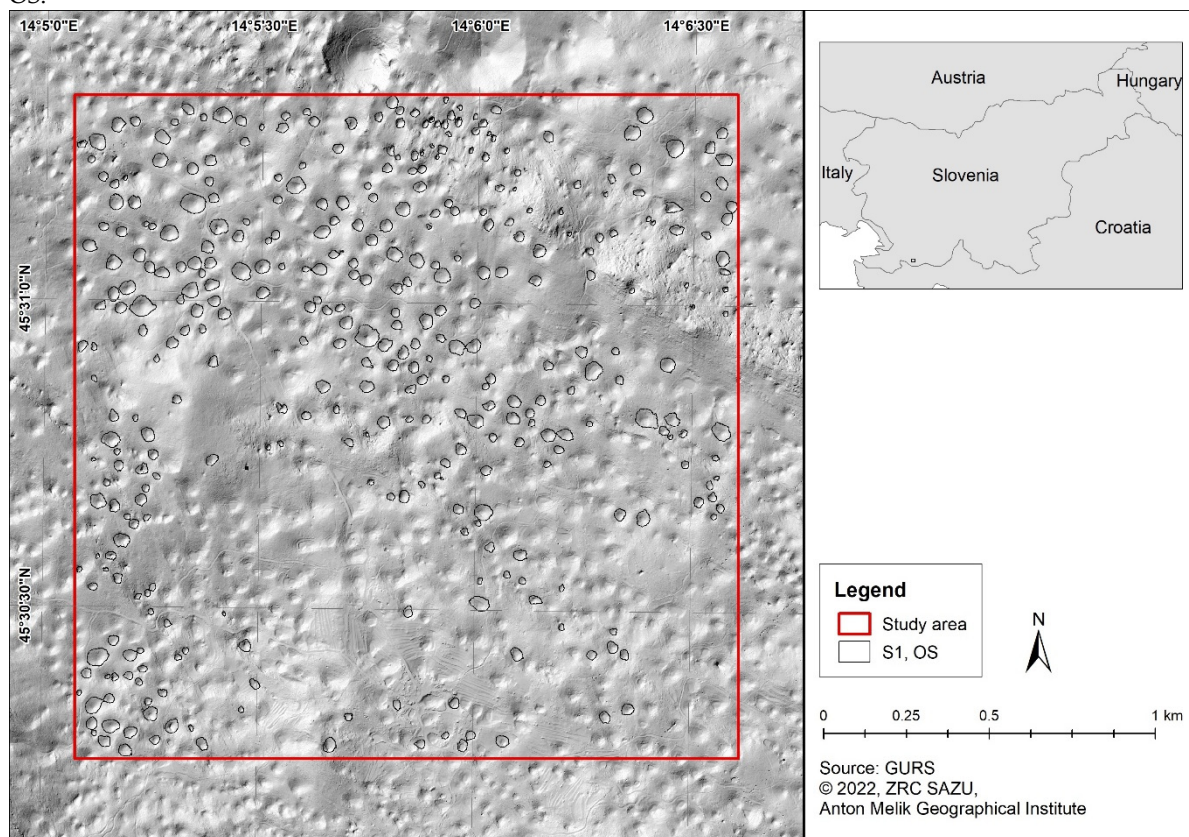 OS.
14°5'0"E
14°5'30"E
14°6'0"E
14°6'30"E
45°31'0"N
45°30'30"N
Austria
Hungary
Italy
Slovenia
Croatia
Legend
Study area
S1, OS
N
0 0.25 0.5 1 km
Source: GURS
© 2022, ZRC SAZU,
Anton Melik Geographical Institute